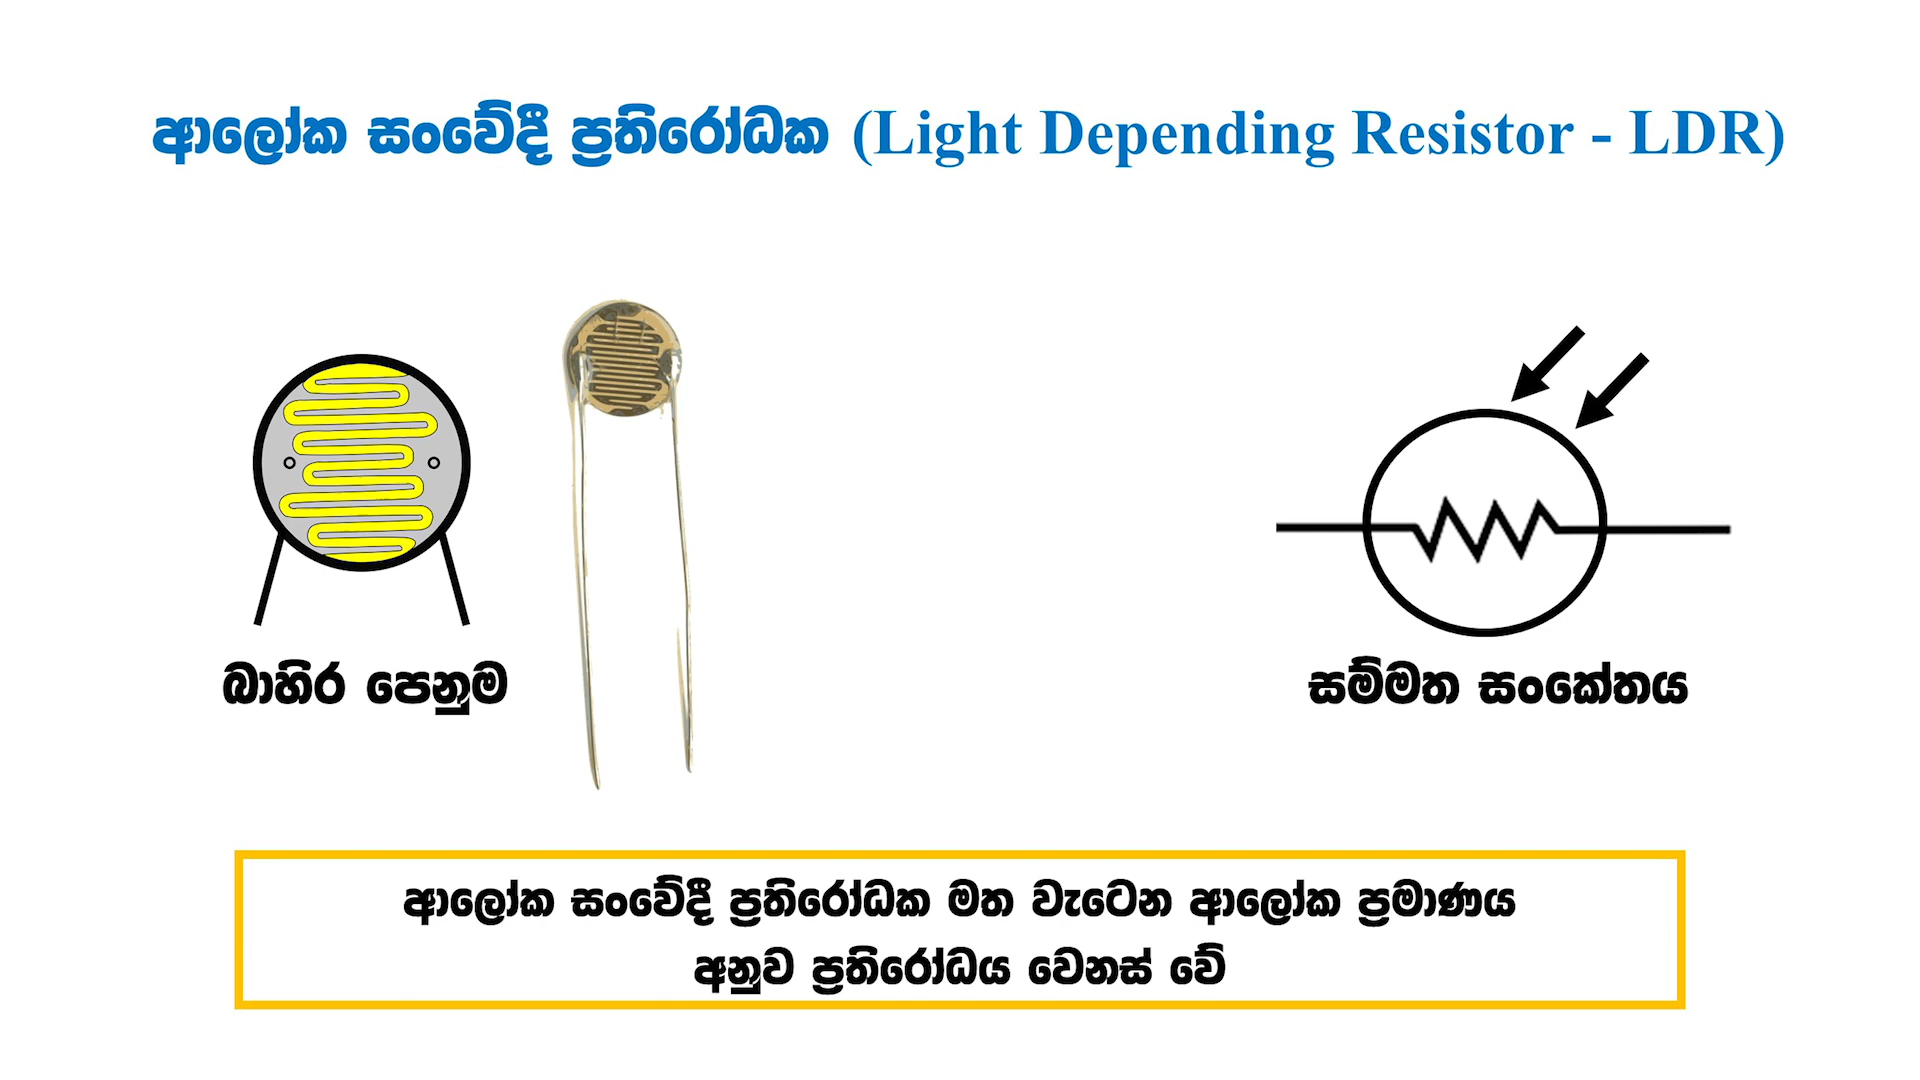 ආලෝක සංවේදී ප්‍රතිරෝධක (Light Depending Resistor - LDR)
බාහිර පෙනුම
සම්මත සංකේතය
ආලෝක සංවේදී ප්‍රතිරෝධක මත වැටෙන ආලෝක ප්‍රමාණය
අනුව ප්‍රතිරෝධය වෙනස් වේ